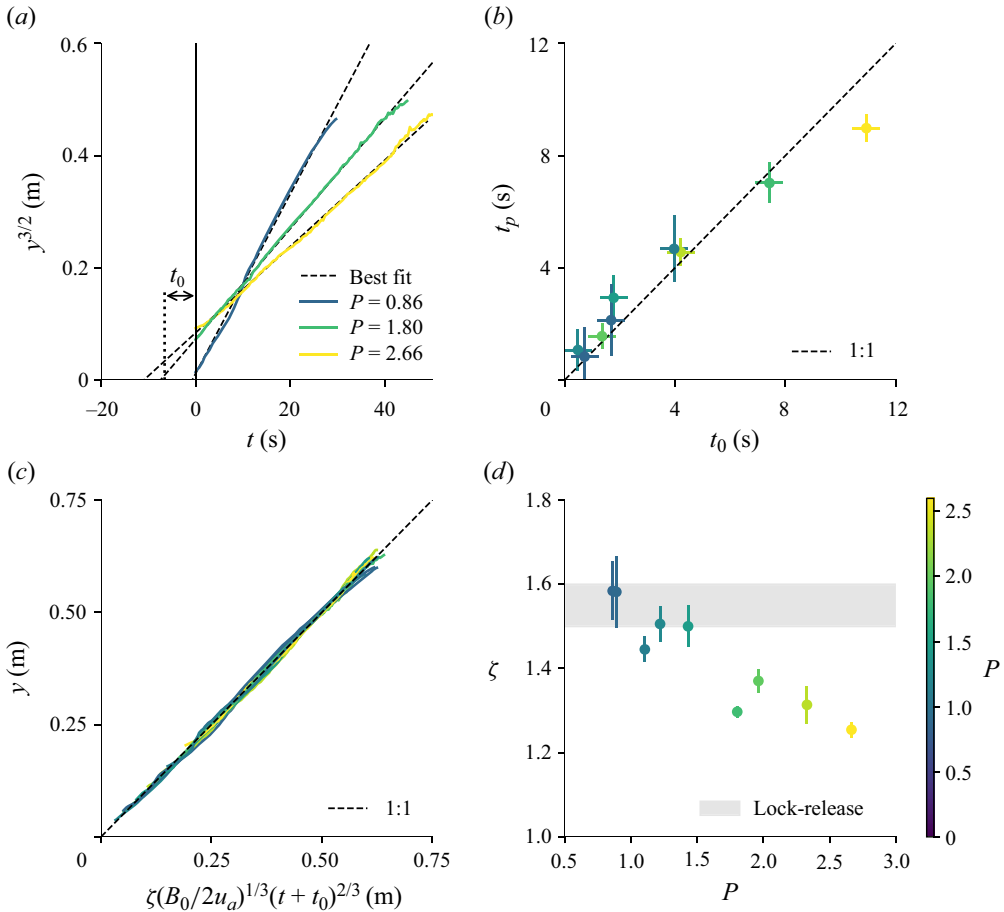 (a)
0.6
0.4
0.2
0
y^{3/2} (m)
t_0
Best fit
P = 0.86
P = 1.80
P = 2.66
–20
0
20
40
t (s)
(b)
12
8
4
t_p (s)
1:1
0
4
8
12
t_0 (s)
(c)
0.75
0.50
0.25
y (m)
1:1
0
0.25
0.50
0.75
ζ(B_0/2u_a)^{1/3}(t + t_0)^{2/3} (m)
(d)
1.8
1.6
1.4
1.2
1.0
ζ
Lock-release
0.5
1.0
1.5
2.0
2.5
3.0
P
2.5
2.0
1.5
1.0
0.5
0
P